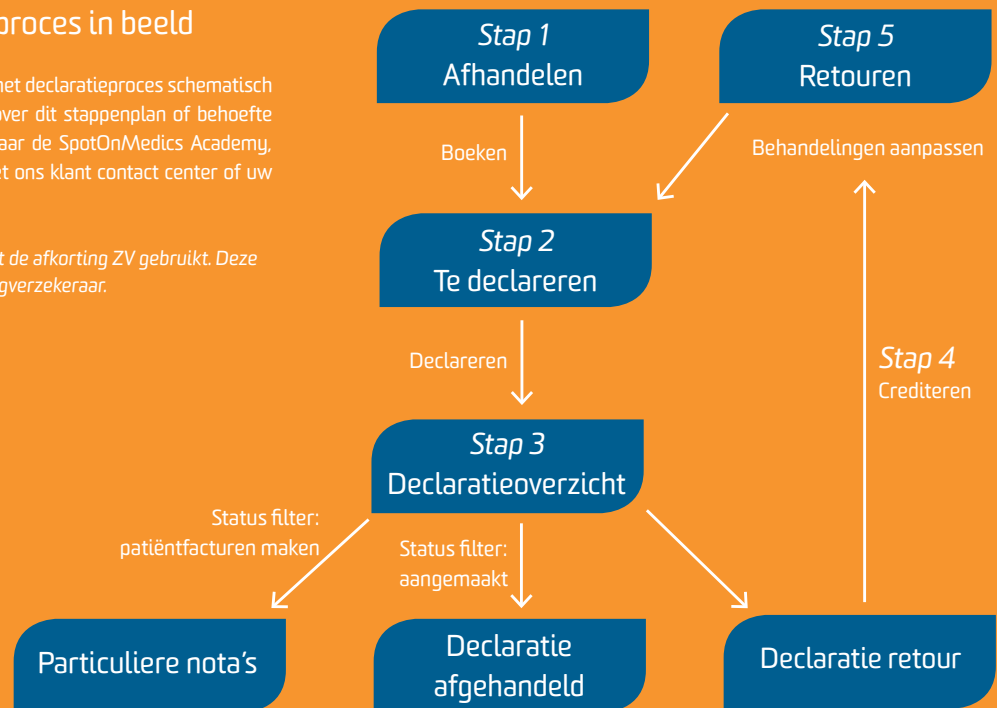 proces in beeld
het declaratieproces schematisch
over dit stappenplan of behoefte
aar de SpotOnMedics Academy,
et ons klant contact center of uw
t de afkorting ZV gebruikt. Deze
gverzekeraar.
Stap 1
Afhandelen
Stap 5
Retouren
Boeken
Behandelingen aanpassen
Stap 2
Te declareren
Declareren
Stap 4
Crediteren
Stap 3
Declaratieoverzicht
Status filter:
patiëntfacturen maken
Status filter:
aangemaakt
Particuliere nota's
Declaratie
afgehandeld
Declaratie retour